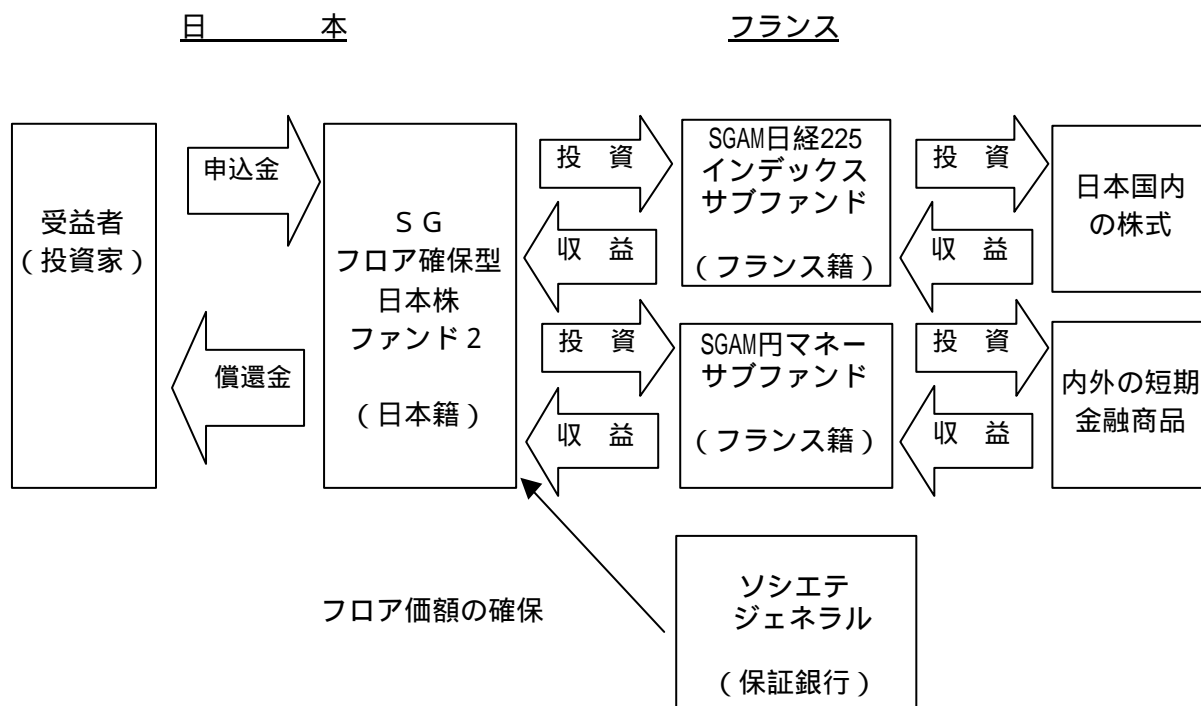 日 本
フランス
受益者
（投資家）
申込金
償還金
ＳＧ
フロア確保型
日本株
ファンド２
（日本籍）
投 資
収 益
投 資
収 益
SGAM日経225
インデックス
サブファンド
（フランス籍）
SGAM円マネー
サブファンド
（フランス籍）
投 資
収 益
投 資
収 益
日本国内
の株式
内外の短期
金融商品
フロア価額の確保
ソシエテ
ジェネラル
（保証銀行）